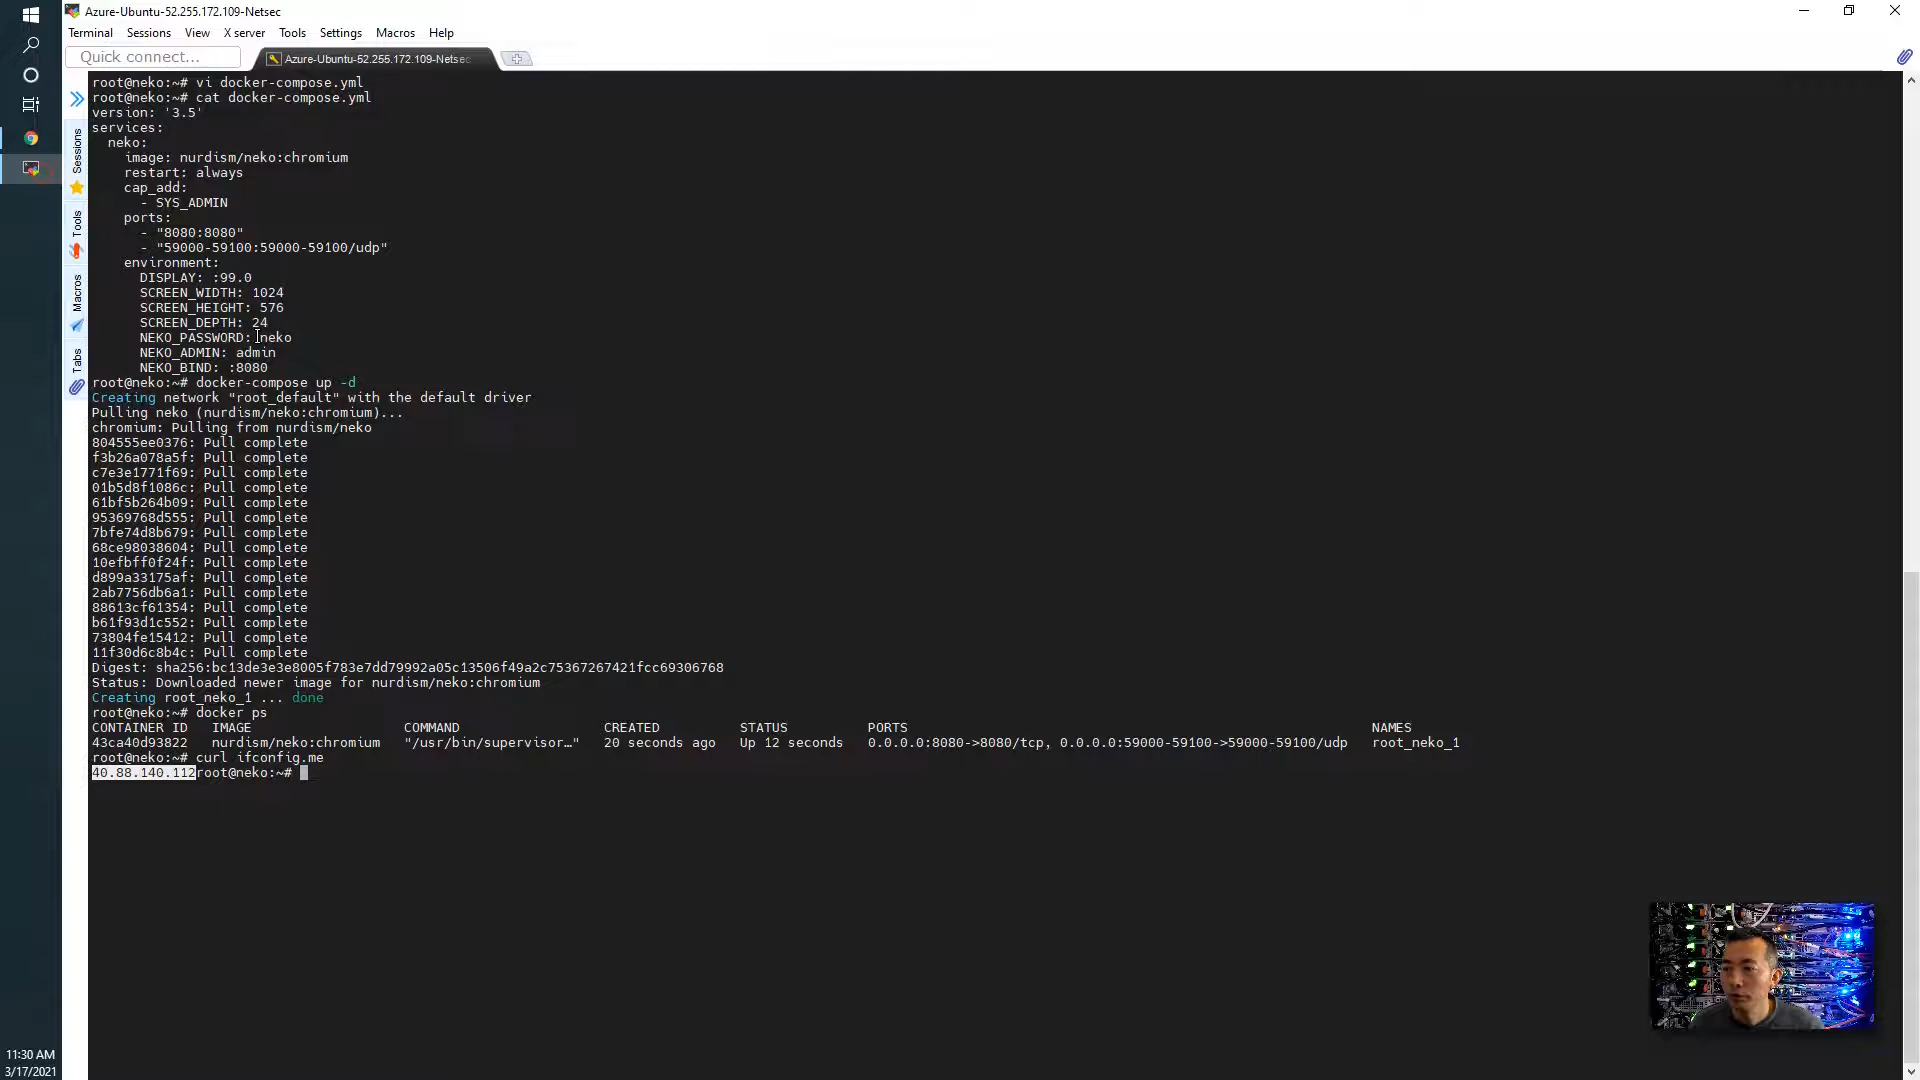 Azure-Ubuntu-52.255.172.109-Netsec
Terminal Sessions View X server Tools Settings Macros Help
Quick connect...
Azure-Ubuntu-52.255.172.109-Netsec
Sessions
Tools
Macros
Tabs
root@neko:~# vi docker-compose.yml
root@neko:~# cat docker-compose.yml
version: '3.5'
services:
  neko:
    image: nurdism/neko:chromium
    restart: always
    cap_add:
      - SYS_ADMIN
    ports:
      - "8080:8080"
      - "59000-59100:59000-59100/udp"
    environment:
      DISPLAY: :99.0
      SCREEN_WIDTH: 1024
      SCREEN_HEIGHT: 576
      SCREEN_DEPTH: 24
      NEKO_PASSWORD: neko
      NEKO_ADMIN: admin
      NEKO_BIND: :8080
root@neko:~# docker-compose up -d
Creating network "root_default" with the default driver
Pulling neko (nurdism/neko:chromium)...
chromium: Pulling from nurdism/neko
804555ee0376: Pull complete
f3b26a078a5f: Pull complete
c7e3e1771f69: Pull complete
01b5d8f1086c: Pull complete
61bf5b264b09: Pull complete
95369768d555: Pull complete
7bfe74d8b679: Pull complete
68ce98038604: Pull complete
10efbff0f24f: Pull complete
d899a33175af: Pull complete
2ab7756db6a1: Pull complete
88613cf61354: Pull complete
b61f93d1c552: Pull complete
73804fe15412: Pull complete
11f30d6c8b4c: Pull complete
Digest: sha256:bc13de3e3e8005f783e7dd79992a05c13506f49a2c75367267421fcc69306768
Status: Downloaded newer image for nurdism/neko:chromium
Creating root_neko_1 ... done
root@neko:~# docker ps
CONTAINER ID   IMAGE   COMMAND   CREATED   STATUS   PORTS   NAMES
43ca40d93822   nurdism/neko:chromium   "/usr/bin/supervisor…"   20 seconds ago   Up 12 seconds   0.0.0.0:8080->8080/tcp, 0.0.0.0:59000-59100->59000-59100/udp   root_neko_1
root@neko:~# curl ifconfig.me
40.88.140.112root@neko:~#
11:30 AM
3/17/2021